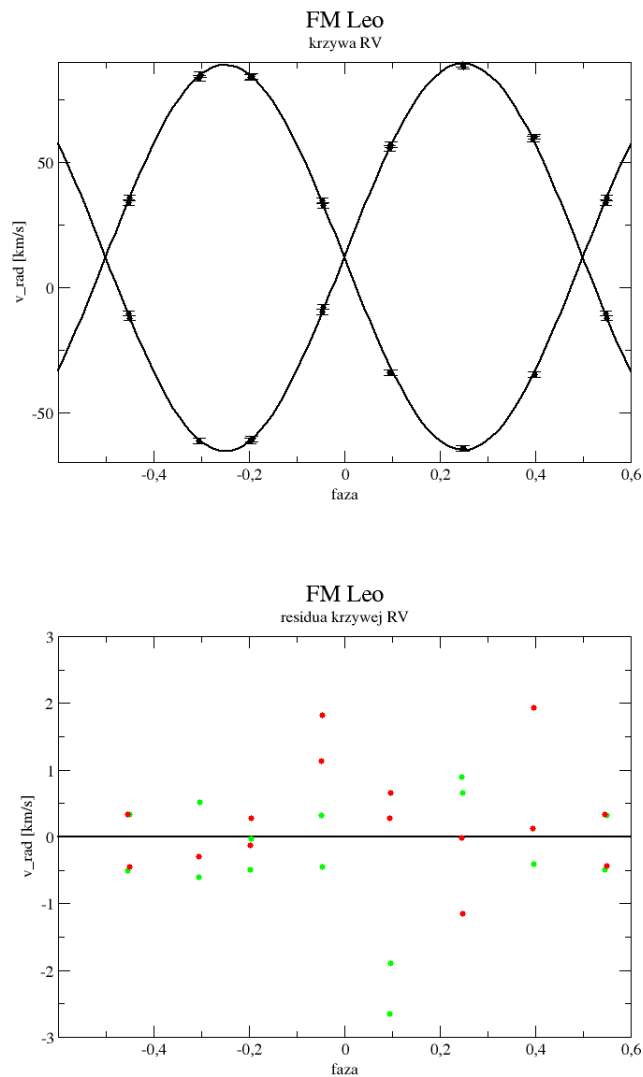 FM Leo
krzywa RV
50
0
-50
v_rad [km/s]
-0,4
-0,2
0
0,2
0,4
0,6
faza
FM Leo
residua krzywej RV
3
2
1
0
-1
-2
-3
v_rad [km/s]
-0,4
-0,2
0
0,2
0,4
0,6
faza